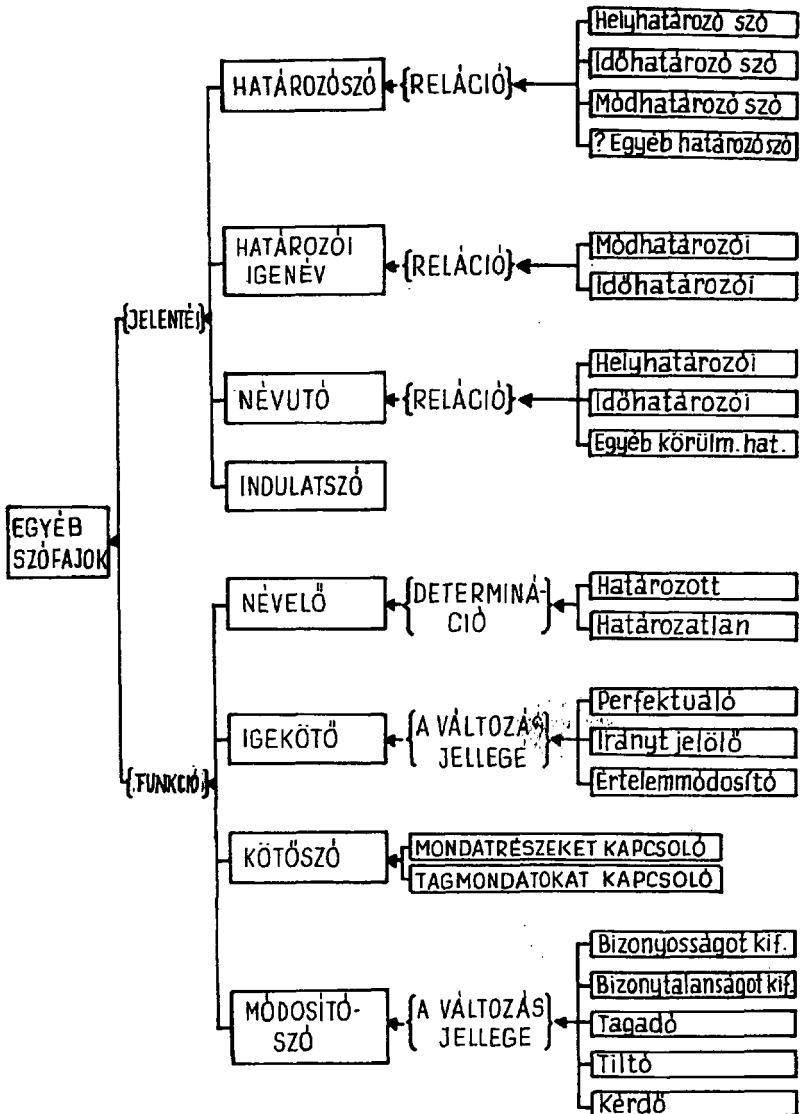 EGYÉB
SZÓFAJOK
{JELENTÉS}
HATÁROZÓSZÓ
{RELÁCIÓ}
Helyhatározó szó
Időhatározó szó
Módhatározó szó
? Egyéb határozószó
HATÁROZÓI
IGENÉV
{RELÁCIÓ}
Módhatározói
Időhatározói
NÉVUTÓ
{RELÁCIÓ}
Helyhatározói
Időhatározói
Egyéb körülm. hat.
INDULATSZÓ
{FUNKCIÓ}
NÉVELŐ
{DETERMINÁ-
CIÓ}
Határozott
Határozatlan
IGEKÖTŐ
{A VÁLTOZÁS
JELLEGE}
Perfektuáló
Irányt jelölő
Értelemmódosító
KÖTŐSZÓ
MONDATRÉSZEKET KAPCSOLÓ
TAGMONDATOKAT KAPCSOLÓ
MÓDOSÍTÓ-
SZÓ
{A VÁLTOZÁS
JELLEGE}
Bizonyosságot kif.
Bizonytalanságot kif.
Tagadó
Tiltó
Kérdő